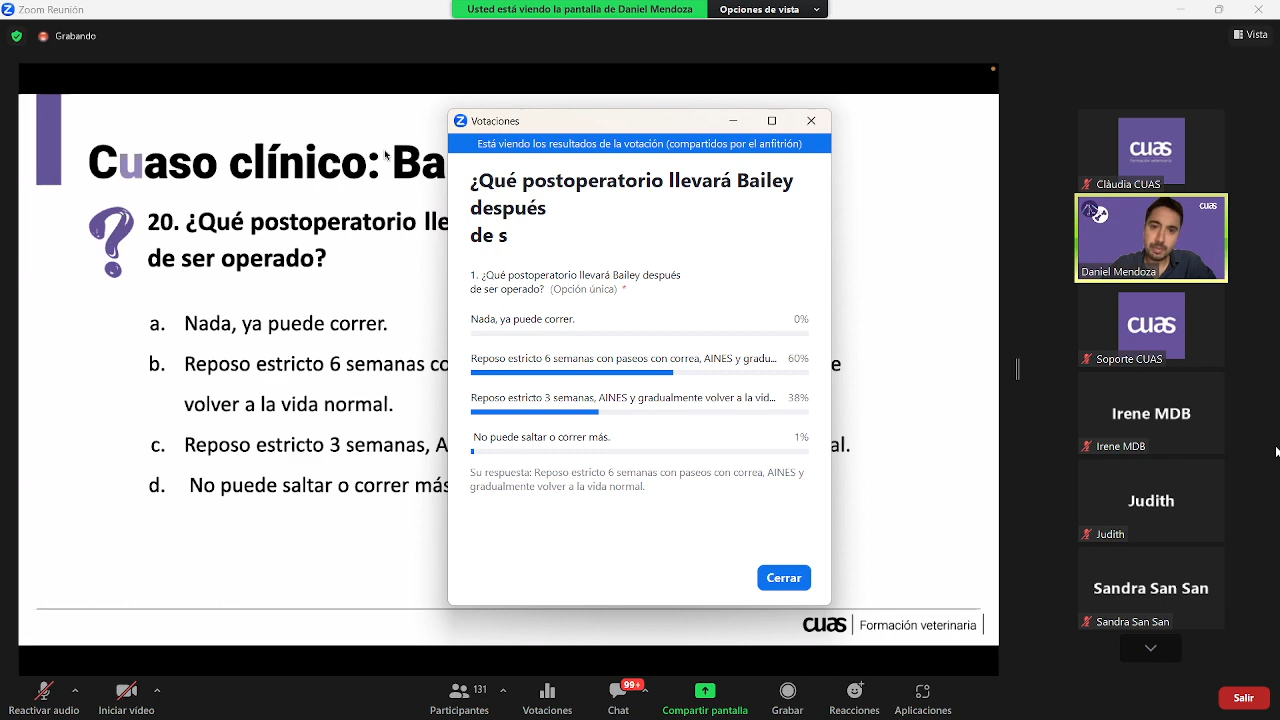 Zoom Reunión
Usted está viendo la pantalla de Daniel Mendoza
Opciones de vista
Grabando
Vista
Cuaso clínico: Ba
20. ¿Qué postoperatorio lle
de ser operado?
a. Nada, ya puede correr.
b. Reposo estricto 6 semanas co
e
volver a la vida normal.
c. Reposo estricto 3 semanas, A
al.
d. No puede saltar o correr más
cuas
Formación veterinaria
Votaciones
Está viendo los resultados de la votación (compartidos por el anfitrión)
¿Qué postoperatorio llevará Bailey
después
de s
1. ¿Qué postoperatorio llevará Bailey después
de ser operado? (Opción única) *
Nada, ya puede correr. 0%
Reposo estricto 6 semanas con paseos con correa, AINES y gradu... 60%
Reposo estricto 3 semanas, AINES y gradualmente volver a la vid... 38%
No puede saltar o correr más. 1%
Su respuesta: Reposo estricto 6 semanas con paseos con correa, AINES y
gradualmente volver a la vida normal.
Cerrar
cuas
Clàudia CUAS
cuas
Daniel Mendoza
cuas
Soporte CUAS
Irene MDB
Irene MDB
Judith
Judith
Sandra San San
Sandra San San
Reactivar audio
Iniciar vídeo
131
Participantes
Votaciones
99+
Chat
Compartir pantalla
Grabar
Reacciones
Aplicaciones
Salir